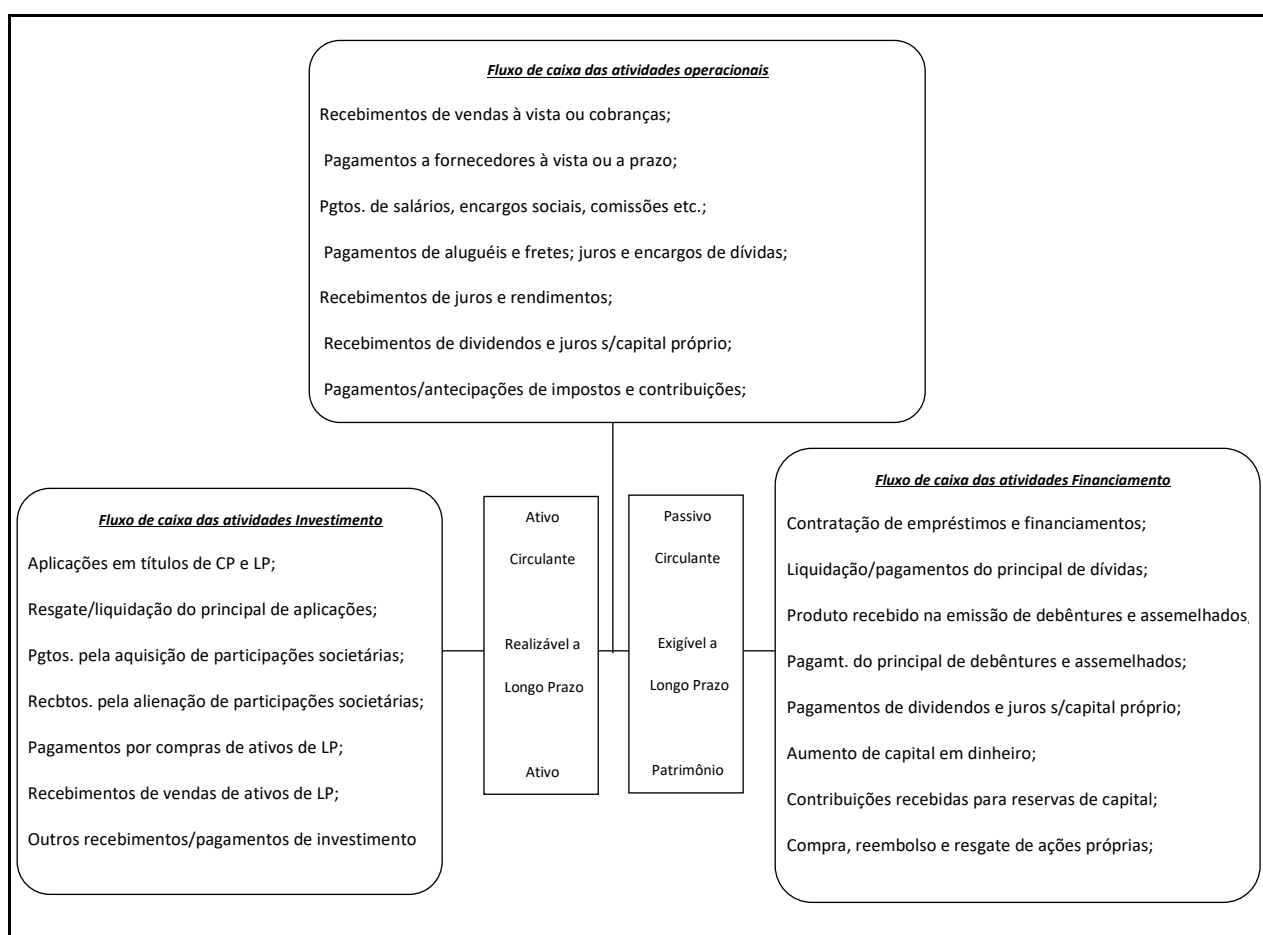 Fluxo de caixa das atividades operacionais
Recebimentos de vendas à vista ou cobranças;
Pagamentos a fornecedores à vista ou a prazo;
Pgtos. de salários, encargos sociais, comissões etc.;
Pagamentos de aluguéis e fretes; juros e encargos de dívidas;
Recebimentos de juros e rendimentos;
Recebimentos de dividendos e juros s/capital próprio;
Pagamentos/antecipações de impostos e contribuições;
Fluxo de caixa das atividades Investimento
Aplicações em títulos de CP e LP;
Resgate/liquidação do principal de aplicações;
Pgtos. pela aquisição de participações societárias;
Recbtos. pela alienação de participações societárias;
Pagamentos por compras de ativos de LP;
Recebimentos de vendas de ativos de LP;
Outros recebimentos/pagamentos de investimento
Ativo
Circulante
Realizável a
Longo Prazo
Ativo
Passivo
Circulante
Exigível a
Longo Prazo
Patrimônio
Fluxo de caixa das atividades Financiamento
Contratação de empréstimos e financiamentos;
Liquidação/pagamentos do principal de dívidas;
Produto recebido na emissão de debêntures e assemelhados;
Pagamt. do principal de debêntures e assemelhados;
Pagamentos de dividendos e juros s/capital próprio;
Aumento de capital em dinheiro;
Contribuições recebidas para reservas de capital;
Compra, reembolso e resgate de ações próprias;